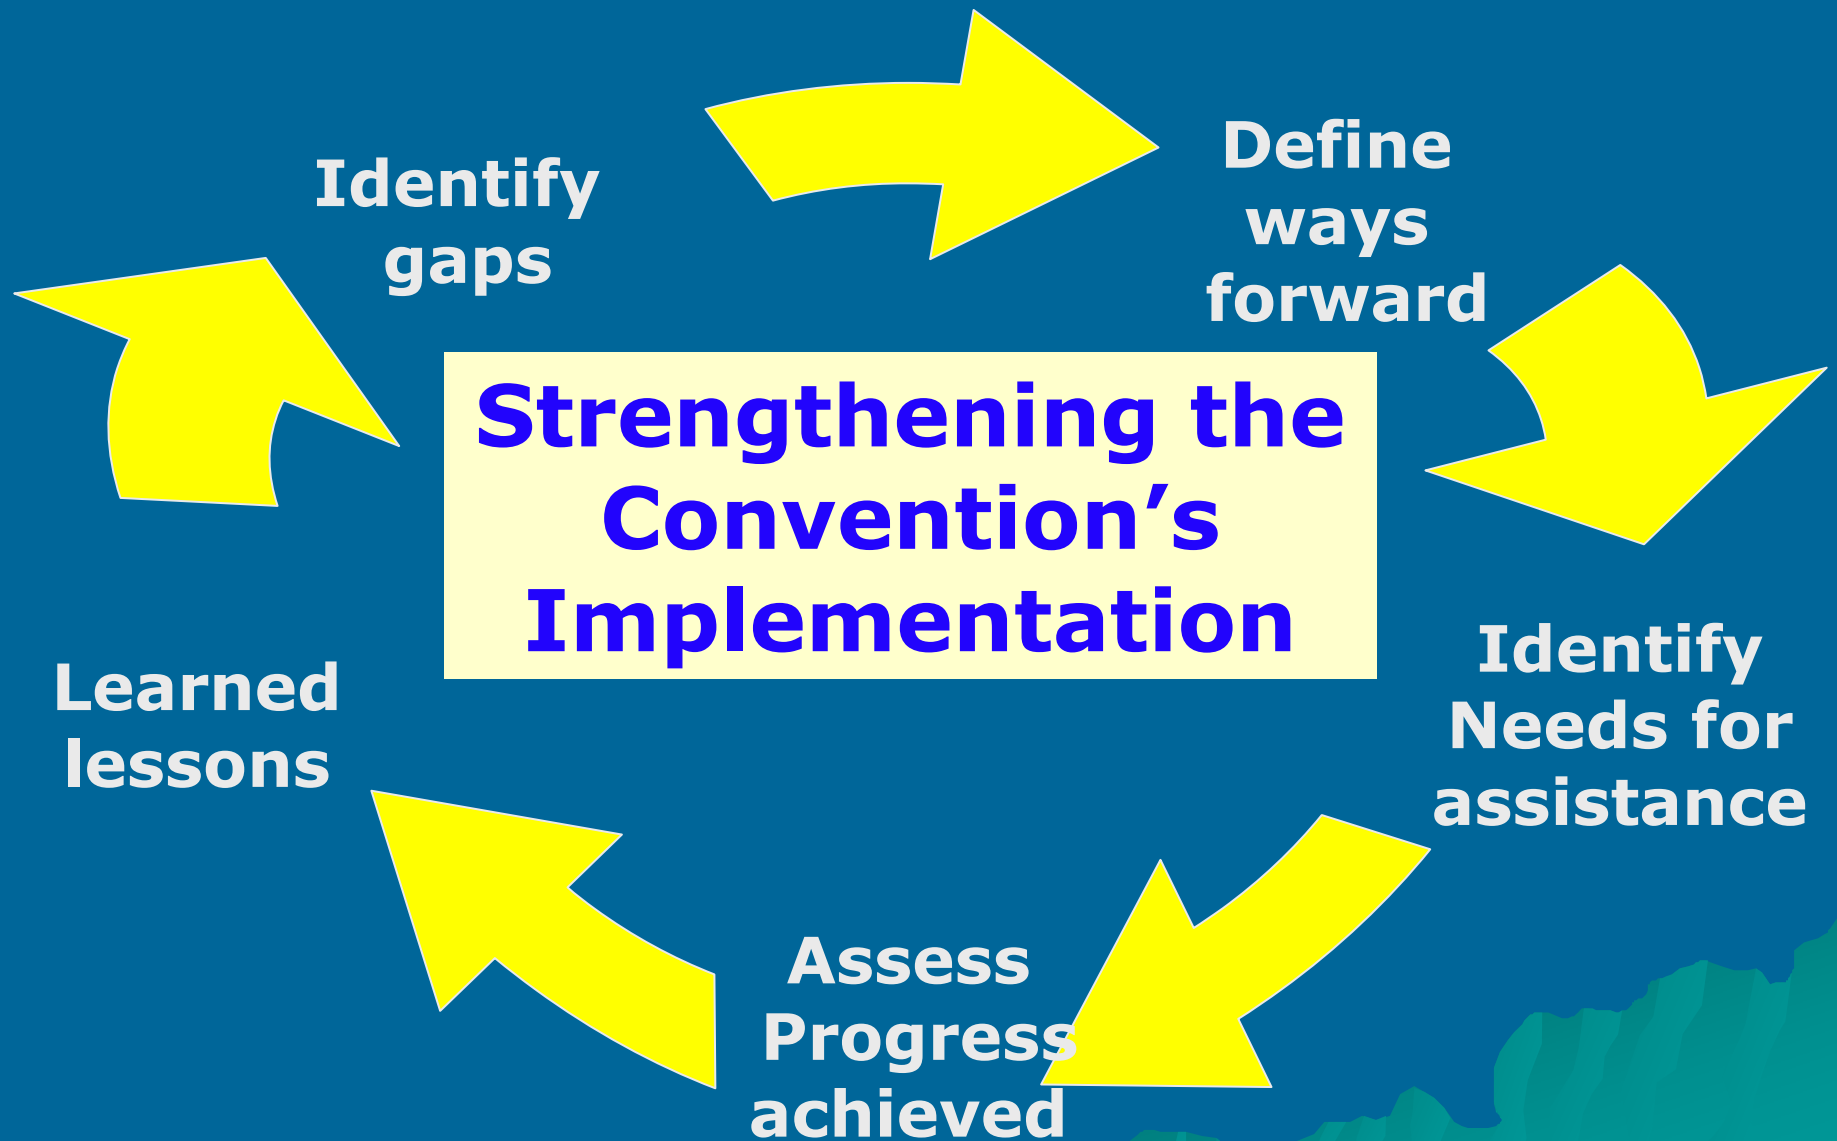 Identify
gaps
Define
ways
forward
Strengthening the
Convention’s
Implementation
Identify
Needs for
assistance
Assess
Progress
achieved
Learned
lessons